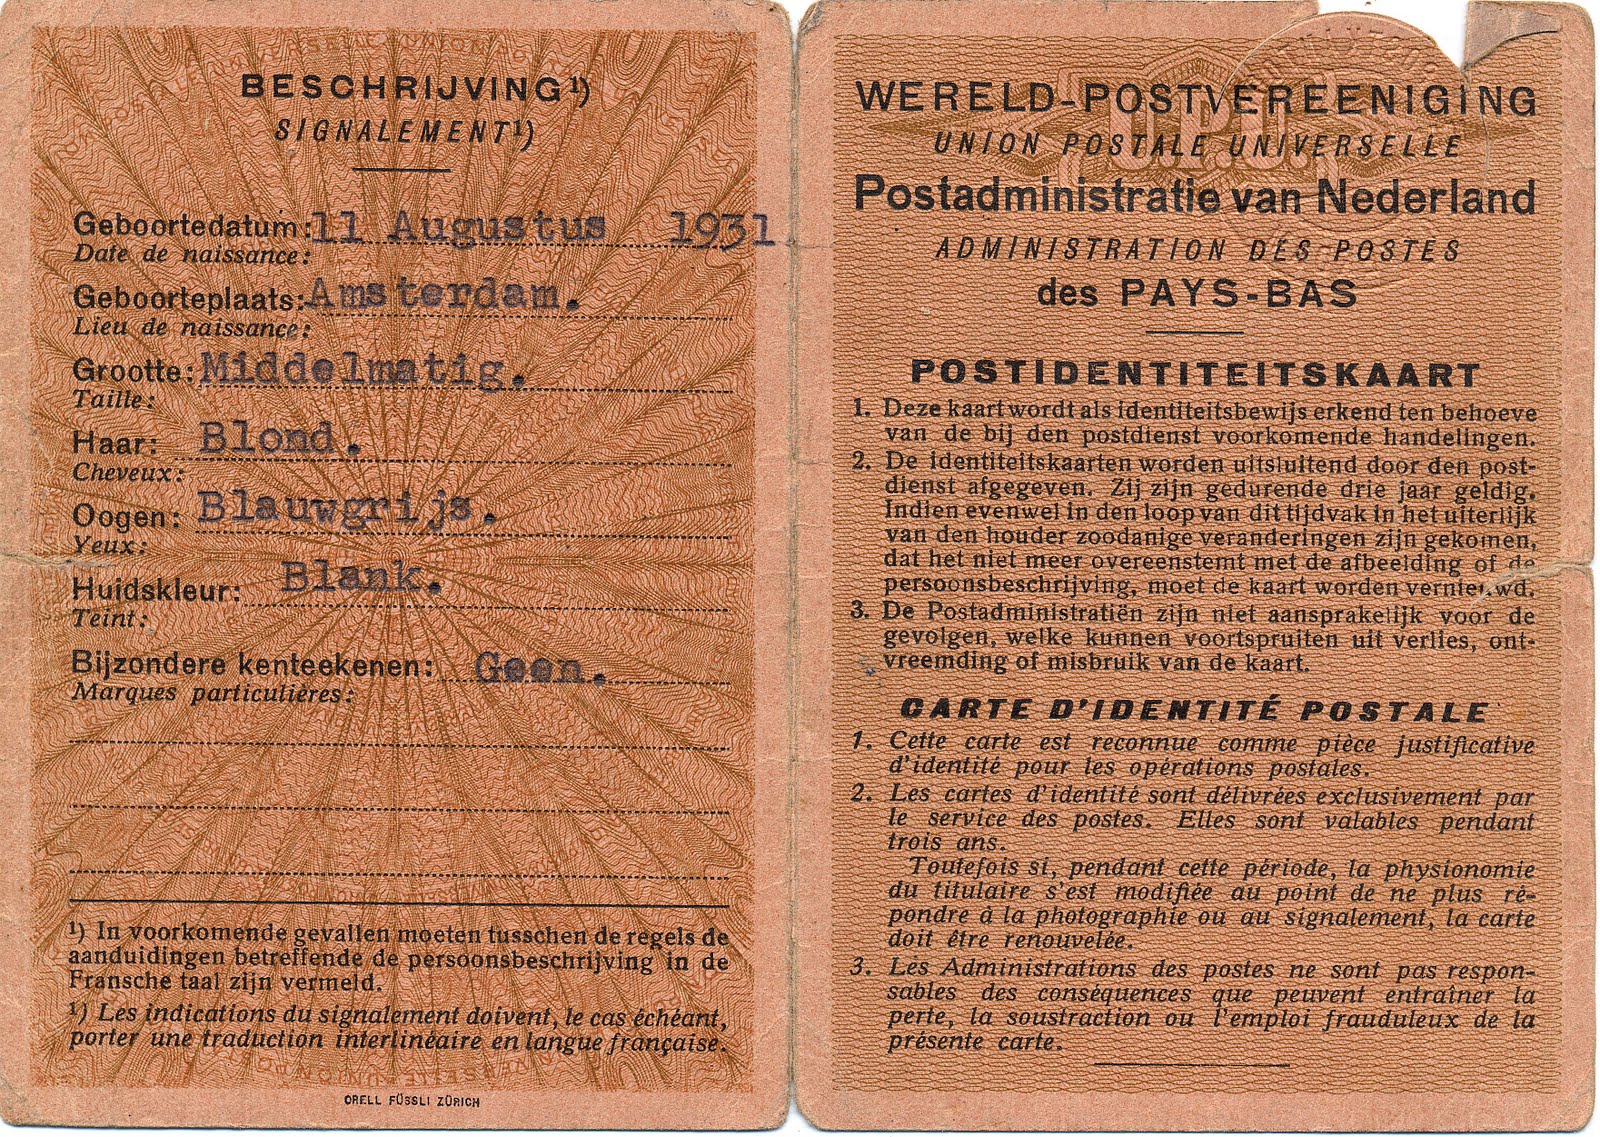 BESCHRIJVING¹)
SIGNALEMENT¹)
Geboortedatum: 11 Augustus 1931
Date de naissance:
Geboorteplaats: Amsterdam.
Lieu de naissance:
Grootte: Middelmatig.
Taille:
Haar: Blond.
Cheveux:
Oogen: Blauwgrijs.
Yeux:
Huidskleur: Blank.
Teint:
Bijzondere kenteekenen: Geen.
Marques particulières:
¹) In voorkomende gevallen moeten tusschen de regels de
aanduidingen betreffende de persoonsbeschrijving in de
Fransche taal zijn vermeld.
¹) Les indications du signalement doivent, le cas échéant,
porter une traduction interlinéaire en langue française.
ORELL FÜSSLI ZÜRICH
WERELD-POSTVEREENIGING
UNION POSTALE UNIVERSELLE
Postadministratie van Nederland
ADMINISTRATION DES POSTES
des PAYS-BAS
POSTIDENTITEITSKAART
1. Deze kaart wordt als identiteitsbewijs erkend ten behoeve
van de bij den postdienst voorkomende handelingen.
2. De identiteitskaarten worden uitsluitend door den post-
dienst afgegeven. Zij zijn gedurende drie jaar geldig.
Indien evenwel in den loop van dit tijdvak in het uiterlijk
van den houder zoodanige veranderingen zijn gekomen,
dat het niet meer overeenstemt met de afbeelding of de
persoonsbeschrijving, moet de kaart worden vernieuwd.
3. De Postadministratiën zijn niet aansprakelijk voor de
gevolgen, welke kunnen voortspruiten uit verlies, ont-
vreemding of misbruik van de kaart.
CARTE D'IDENTITÉ POSTALE
1. Cette carte est reconnue comme pièce justificative
d'identité pour les opérations postales.
2. Les cartes d'identité sont délivrées exclusivement par
le service des postes. Elles sont valables pendant
trois ans.
Toutefois si, pendant cette période, la physionomie
du titulaire s'est modifiée au point de ne plus ré-
pondre à la photographie ou au signalement, la carte
doit être renouvelée.
3. Les Administrations des postes ne sont pas respon-
sables des conséquences que peuvent entraîner la
perte, la soustraction ou l'emploi frauduleux de la
présente carte.